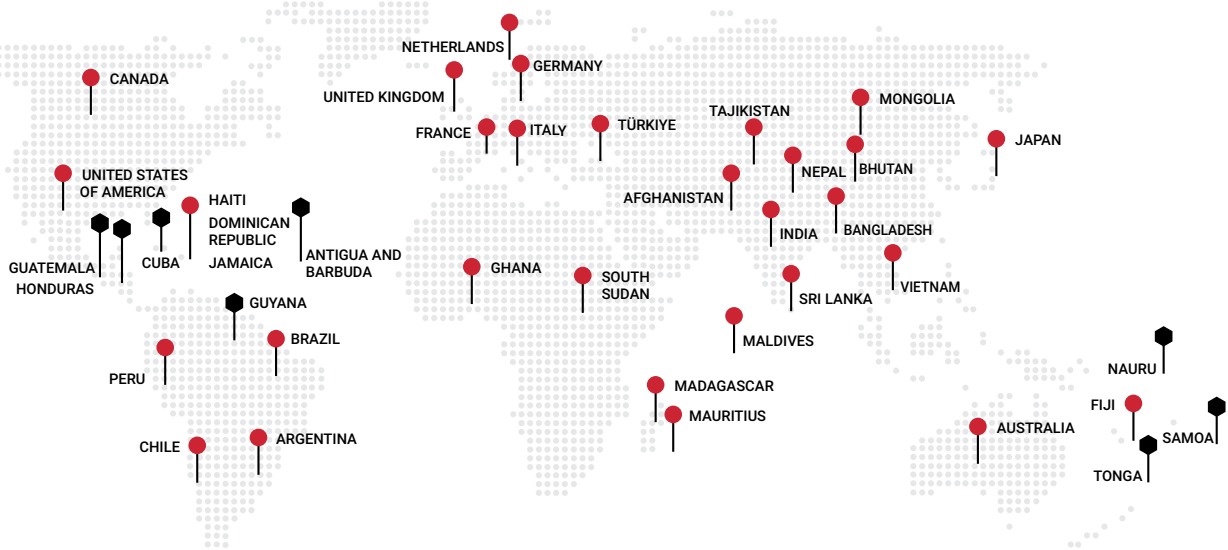 NETHERLANDS
GERMANY
CANADA
UNITED KINGDOM
MONGOLIA
TAJIKISTAN
FRANCE
ITALY
TÜRKIYE
JAPAN
UNITED STATES
OF AMERICA
NEPAL
BHUTAN
AFGHANISTAN
HAITI
DOMINICAN
REPUBLIC
JAMAICA
INDIA
BANGLADESH
ANTIGUA AND
BARBUDA
CUBA
GUATEMALA
HONDURAS
GHANA
SOUTH
SUDAN
VIETNAM
SRI LANKA
GUYANA
BRAZIL
MALDIVES
PERU
NAURU
MADAGASCAR
MAURITIUS
FIJI
AUSTRALIA
SAMOA
CHILE
ARGENTINA
TONGA